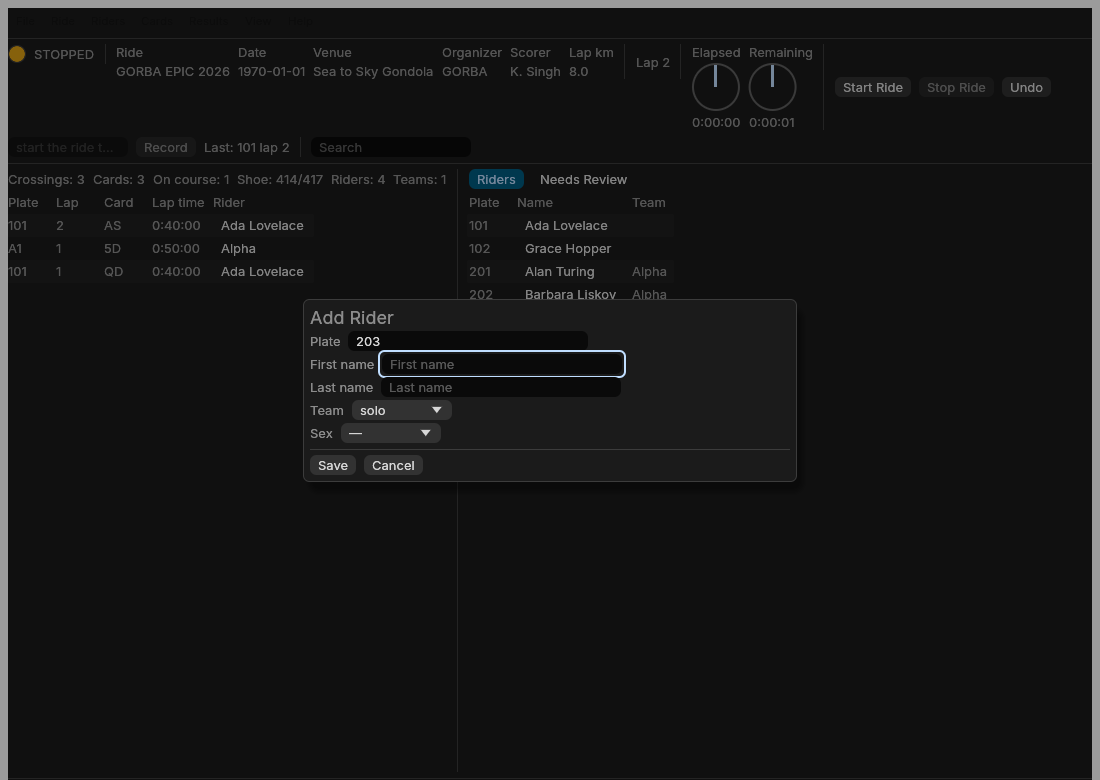 STOPPED
Ride Date Venue Organizer Scorer Lap km
GORBA EPIC 2026 1970-01-01 Sea to Sky Gondola GORBA K. Singh 8.0
Lap 2
Elapsed Remaining
0:00:00 0:00:01
Start Ride Stop Ride Undo
start the ride t... Record Last: 101 lap 2 Search
Crossings: 3 Cards: 3 On course: 1 Shoe: 414/417 Riders: 4 Teams: 1
Plate Lap Card Lap time Rider
101 2 AS 0:40:00 Ada Lovelace
A1 1 5D 0:50:00 Alpha
101 1 QD 0:40:00 Ada Lovelace
Riders Needs Review
Plate Name Team
101 Ada Lovelace
102 Grace Hopper
201 Alan Turing Alpha
202 Barbara Liskov Alpha
Add Rider
Plate 203
First name First name
Last name Last name
Team solo
Sex —
Save Cancel